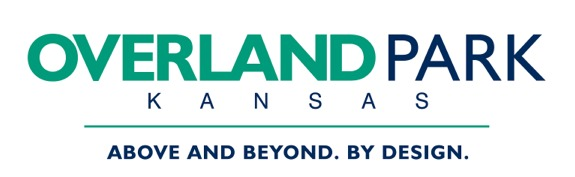 OVERLAND PARK
KANSAS
ABOVE AND BEYOND. BY DESIGN.